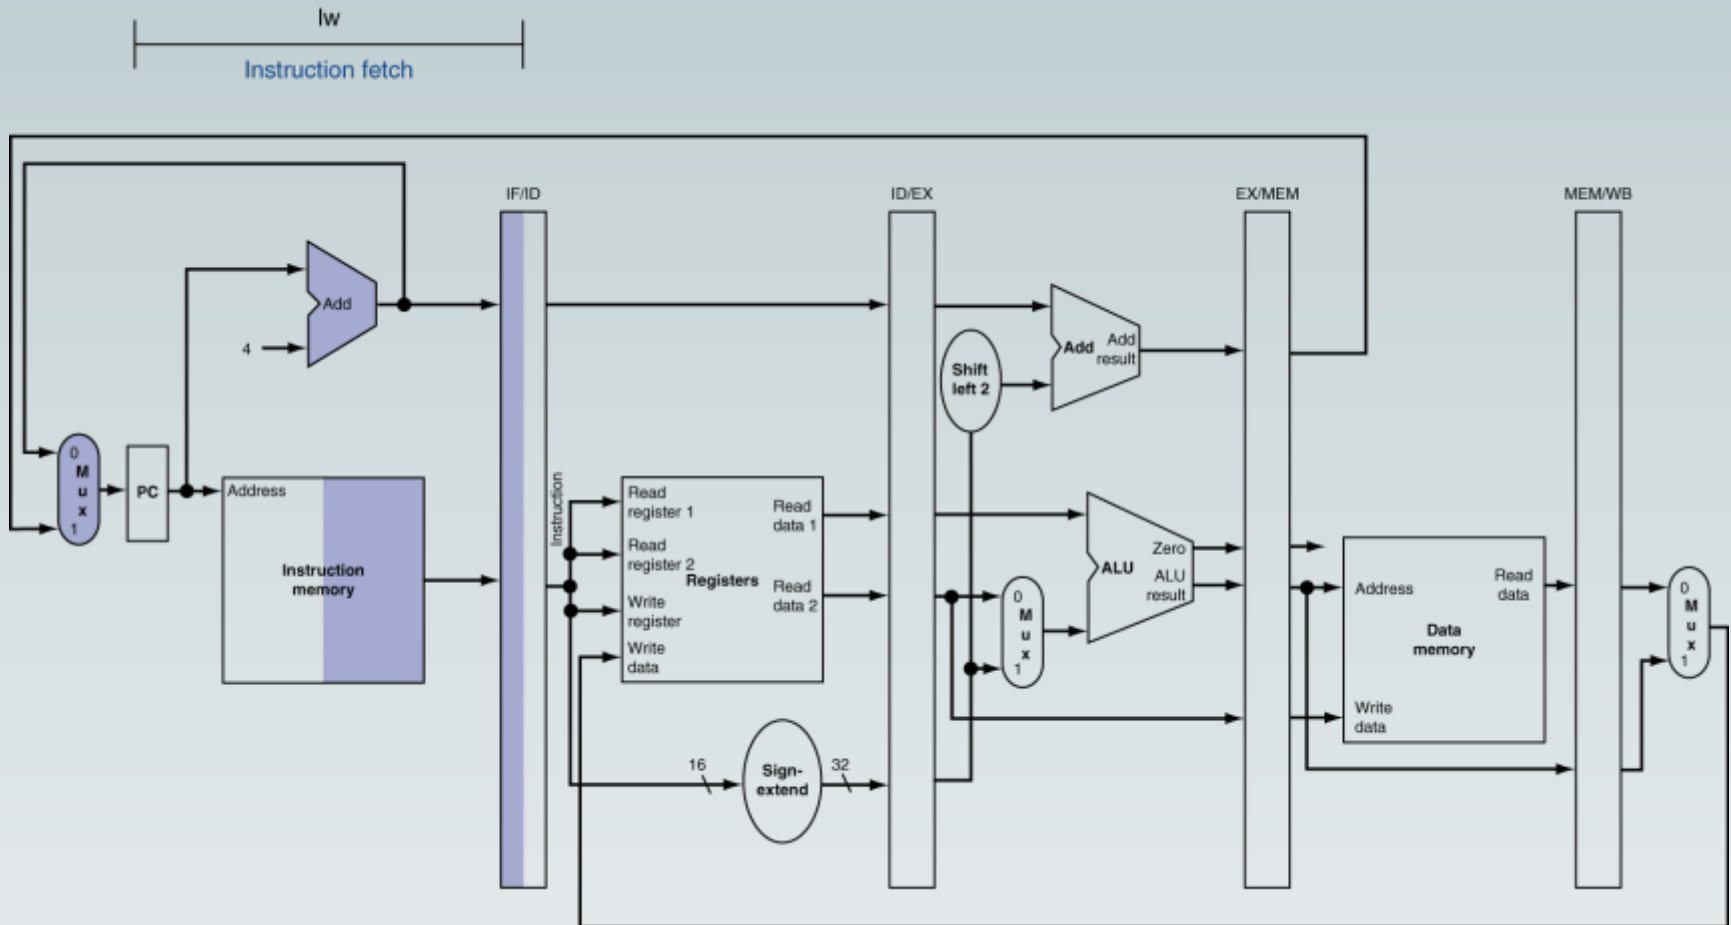 lw
Instruction fetch
IF/ID
ID/EX
EX/MEM
MEM/WB
Add
4
Shift
left 2
Add
Add
result
0
M
u
x
1
PC
Address
Instruction
memory
Instruction
Read
register 1
Read
register 2
Write
register
Write
data
Registers
Read
data 1
Read
data 2
16
Sign-
extend
32
0
M
u
x
1
ALU
Zero
ALU
result
Address
Write
data
Data
memory
Read
data
0
M
u
x
1